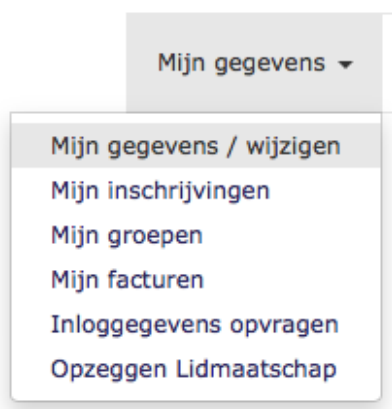 Mijn gegevens
Mijn gegevens / wijzigen
Mijn inschrijvingen
Mijn groepen
Mijn facturen
Inloggegevens opvragen
Opzeggen Lidmaatschap